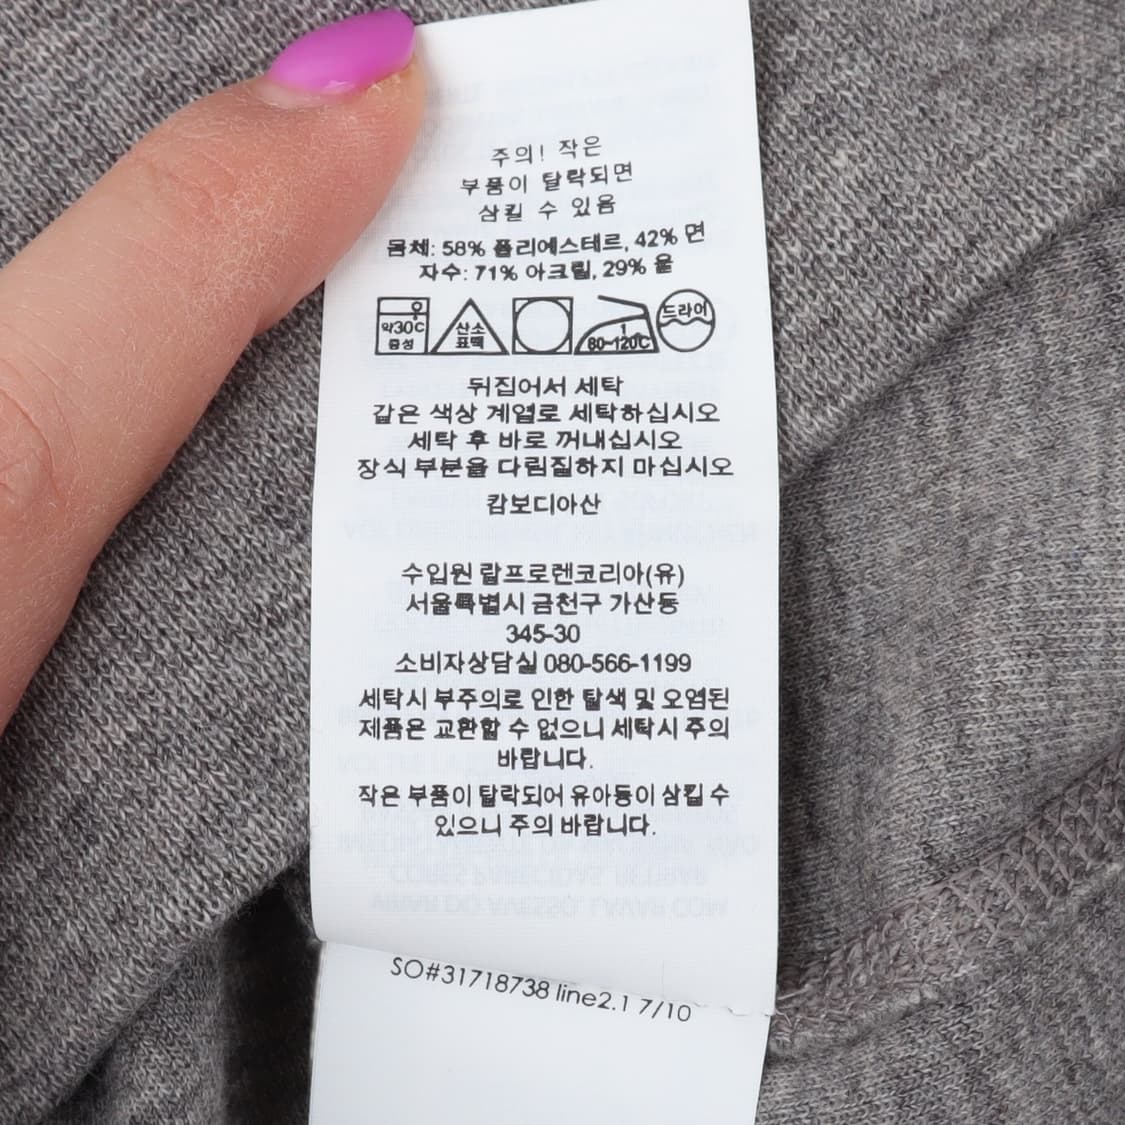 주의! 작은
부품이 탈락되면
삼킬 수 있음
몸체: 58% 폴리에스테르, 42% 면
자수: 71% 아크릴, 29% 울
약30℃
중성
산소
표백
1
80~120℃
드라이
뒤집어서 세탁
같은 색상 계열로 세탁하십시오
세탁 후 바로 꺼내십시오
장식 부분을 다림질하지 마십시오
캄보디아산
수입원 랄프로렌코리아(유)
서울특별시 금천구 가산동
345-30
소비자상담실 080-566-1199
세탁시 부주의로 인한 탈색 및 오염된
제품은 교환할 수 없으니 세탁시 주의
바랍니다.
작은 부품이 탈락되어 유아등이 삼킬 수
있으니 주의 바랍니다.
SO#31718738 line2.1 7/10